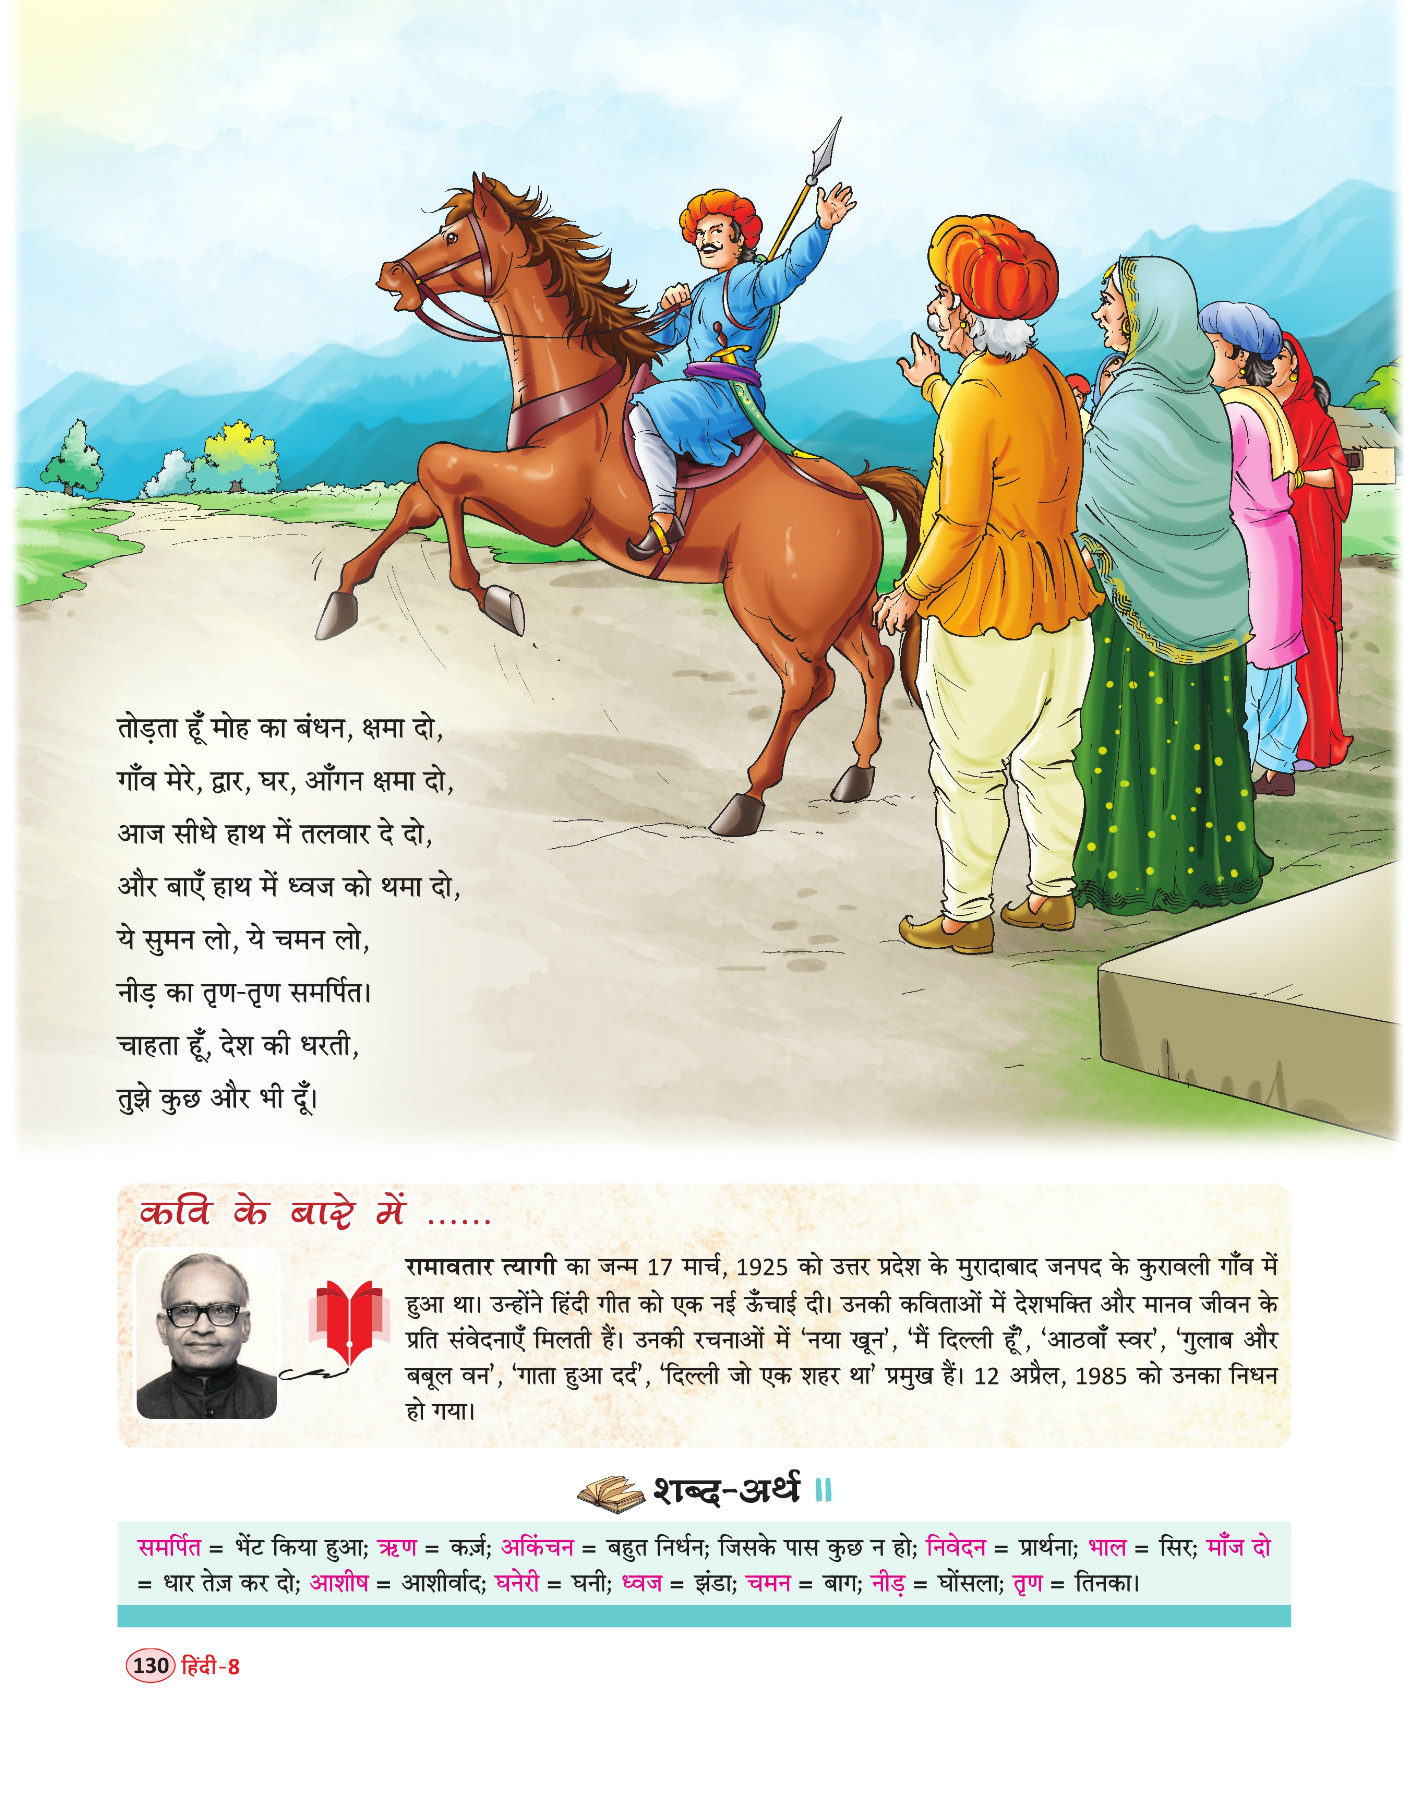 तोड़ता हूँ मोह का बंधन, क्षमा दो,
गाँव मेरे, द्वार, घर, आँगन क्षमा दो,
आज सीधे हाथ में तलवार दे दो,
और बाएँ हाथ में ध्वज को थमा दो,
ये सुमन लो, ये चमन लो,
नीड़ का तृण-तृण समर्पित।
चाहता हूँ, देश की धरती,
तुझे कुछ और भी दूँ।
कवि के बारे में ......
रामावतार त्यागी का जन्म 17 मार्च, 1925 को उत्तर प्रदेश के मुरादाबाद जनपद के कुरावली गाँव में
हुआ था। उन्होंने हिंदी गीत को एक नई ऊँचाई दी। उनकी कविताओं में देशभक्ति और मानव जीवन के
प्रति संवेदनाएँ मिलती हैं। उनकी रचनाओं में ‘नया खून’, ‘मैं दिल्ली हूँ’, ‘आठवाँ स्वर’, ‘गुलाब और
बबूल वन’, ‘गाता हुआ दर्द’, ‘दिल्ली जो एक शहर था’ प्रमुख हैं। 12 अप्रैल, 1985 को उनका निधन
हो गया।
शब्द-अर्थ
समर्पित = भेंट किया हुआ; ऋण = कर्ज़; अकिंचन = बहुत निर्धन; जिसके पास कुछ न हो; निवेदन = प्रार्थना; भाल = सिर; माँज दो
= धार तेज़ कर दो; आशीष = आशीर्वाद; घनेरी = घनी; ध्वज = झंडा; चमन = बाग; नीड़ = घोंसला; तृण = तिनका।
130 हिंदी-8